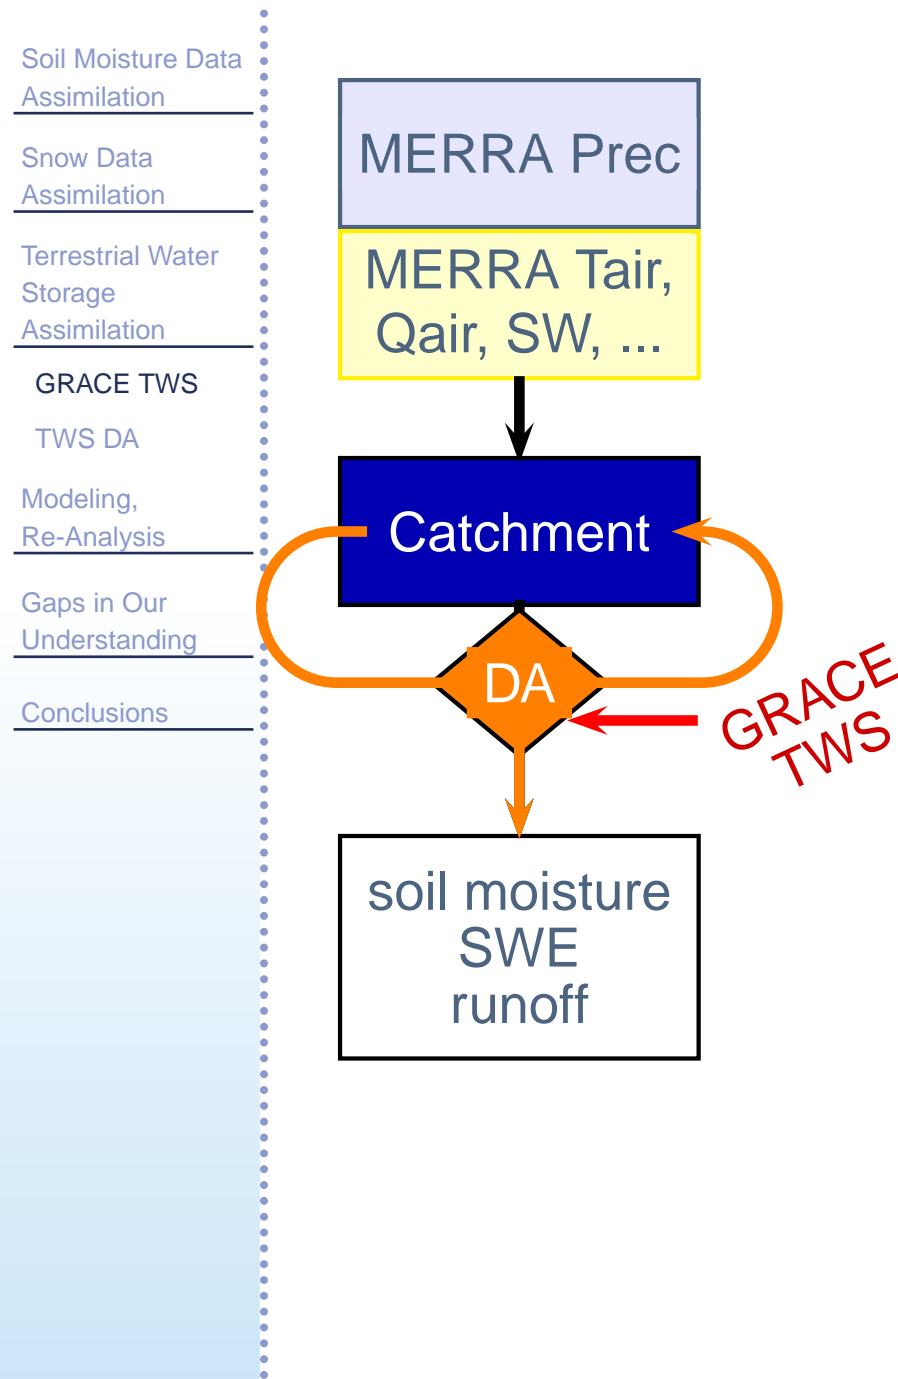 Soil Moisture Data
Assimilation
Snow Data
Assimilation
Terrestrial Water
Storage
Assimilation
GRACE TWS
TWS DA
Modeling,
Re-Analysis
Gaps in Our
Understanding
Conclusions
MERRA Prec
MERRA Tair,
Qair, SW, ...
Catchment
DA
GRACE
TWS
soil moisture
SWE
runoff